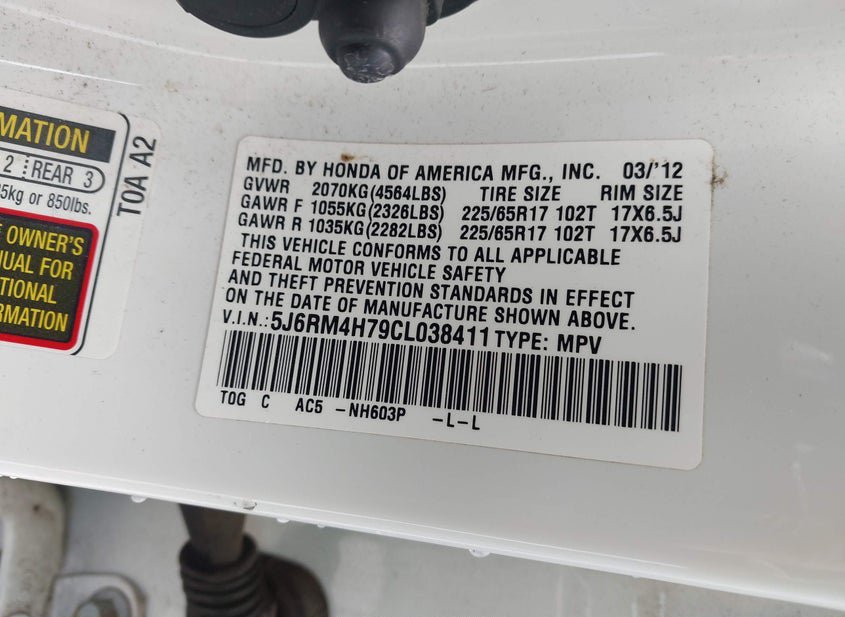 MATION
2 REAR 3
5kg or 850lbs.
OWNER'S
UAL FOR
TIONAL
RMATION
T0A A2
MFD. BY HONDA OF AMERICA MFG., INC. 03/'12
GVWR 2070KG(4564LBS) TIRE SIZE RIM SIZE
GAWR F 1055KG(2326LBS) 225/65R17 102T 17X6.5J
GAWR R 1035KG(2282LBS) 225/65R17 102T 17X6.5J
THIS VEHICLE CONFORMS TO ALL APPLICABLE
FEDERAL MOTOR VEHICLE SAFETY
AND THEFT PREVENTION STANDARDS IN EFFECT
ON THE DATE OF MANUFACTURE SHOWN ABOVE.
V.I.N.:5J6RM4H79CL038411 TYPE: MPV
T0G C AC5 -NH603P -L-L